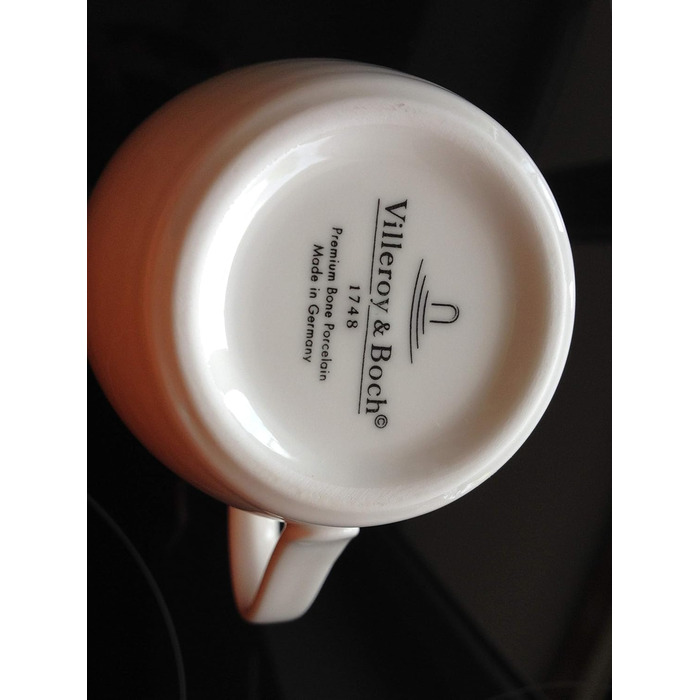 Villeroy & Boch©
1748
Premium Bone Porcelain
Made in Germany